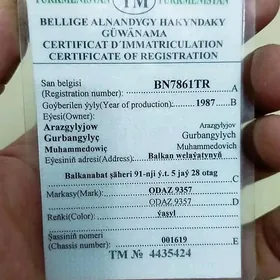 TÜRKMENISTAN TM TURKMENISTAN
BELLIGE ALNANDYGY HAKYNDAKY
GÜWÄNAMA
CERTIFICAT D'IMMATRICULATION
CERTIFICATE OF REGISTRATION
San belgisi
(Registration number) BN7861TR A
Goýberilen ýyly(Year of production) 1987 B
Eýesi(Owner):
Arazgylyjow Arazgylyjov
Gurbangylyç Gurbangylych
Muhammedowiç Muhammedovich
Eýesiniň adresi(Address) Balkan welaýatynyň
Balkanabat şäheri 91-nji ý.t. 5 jaý 28 otag C
Markasy(Mark) ODAZ 9357
ODAZ 9357 D
Reňki(Color) ýaşyl
Şassiniň nomeri
(Chassis number) 001619 E
TM № 4435424